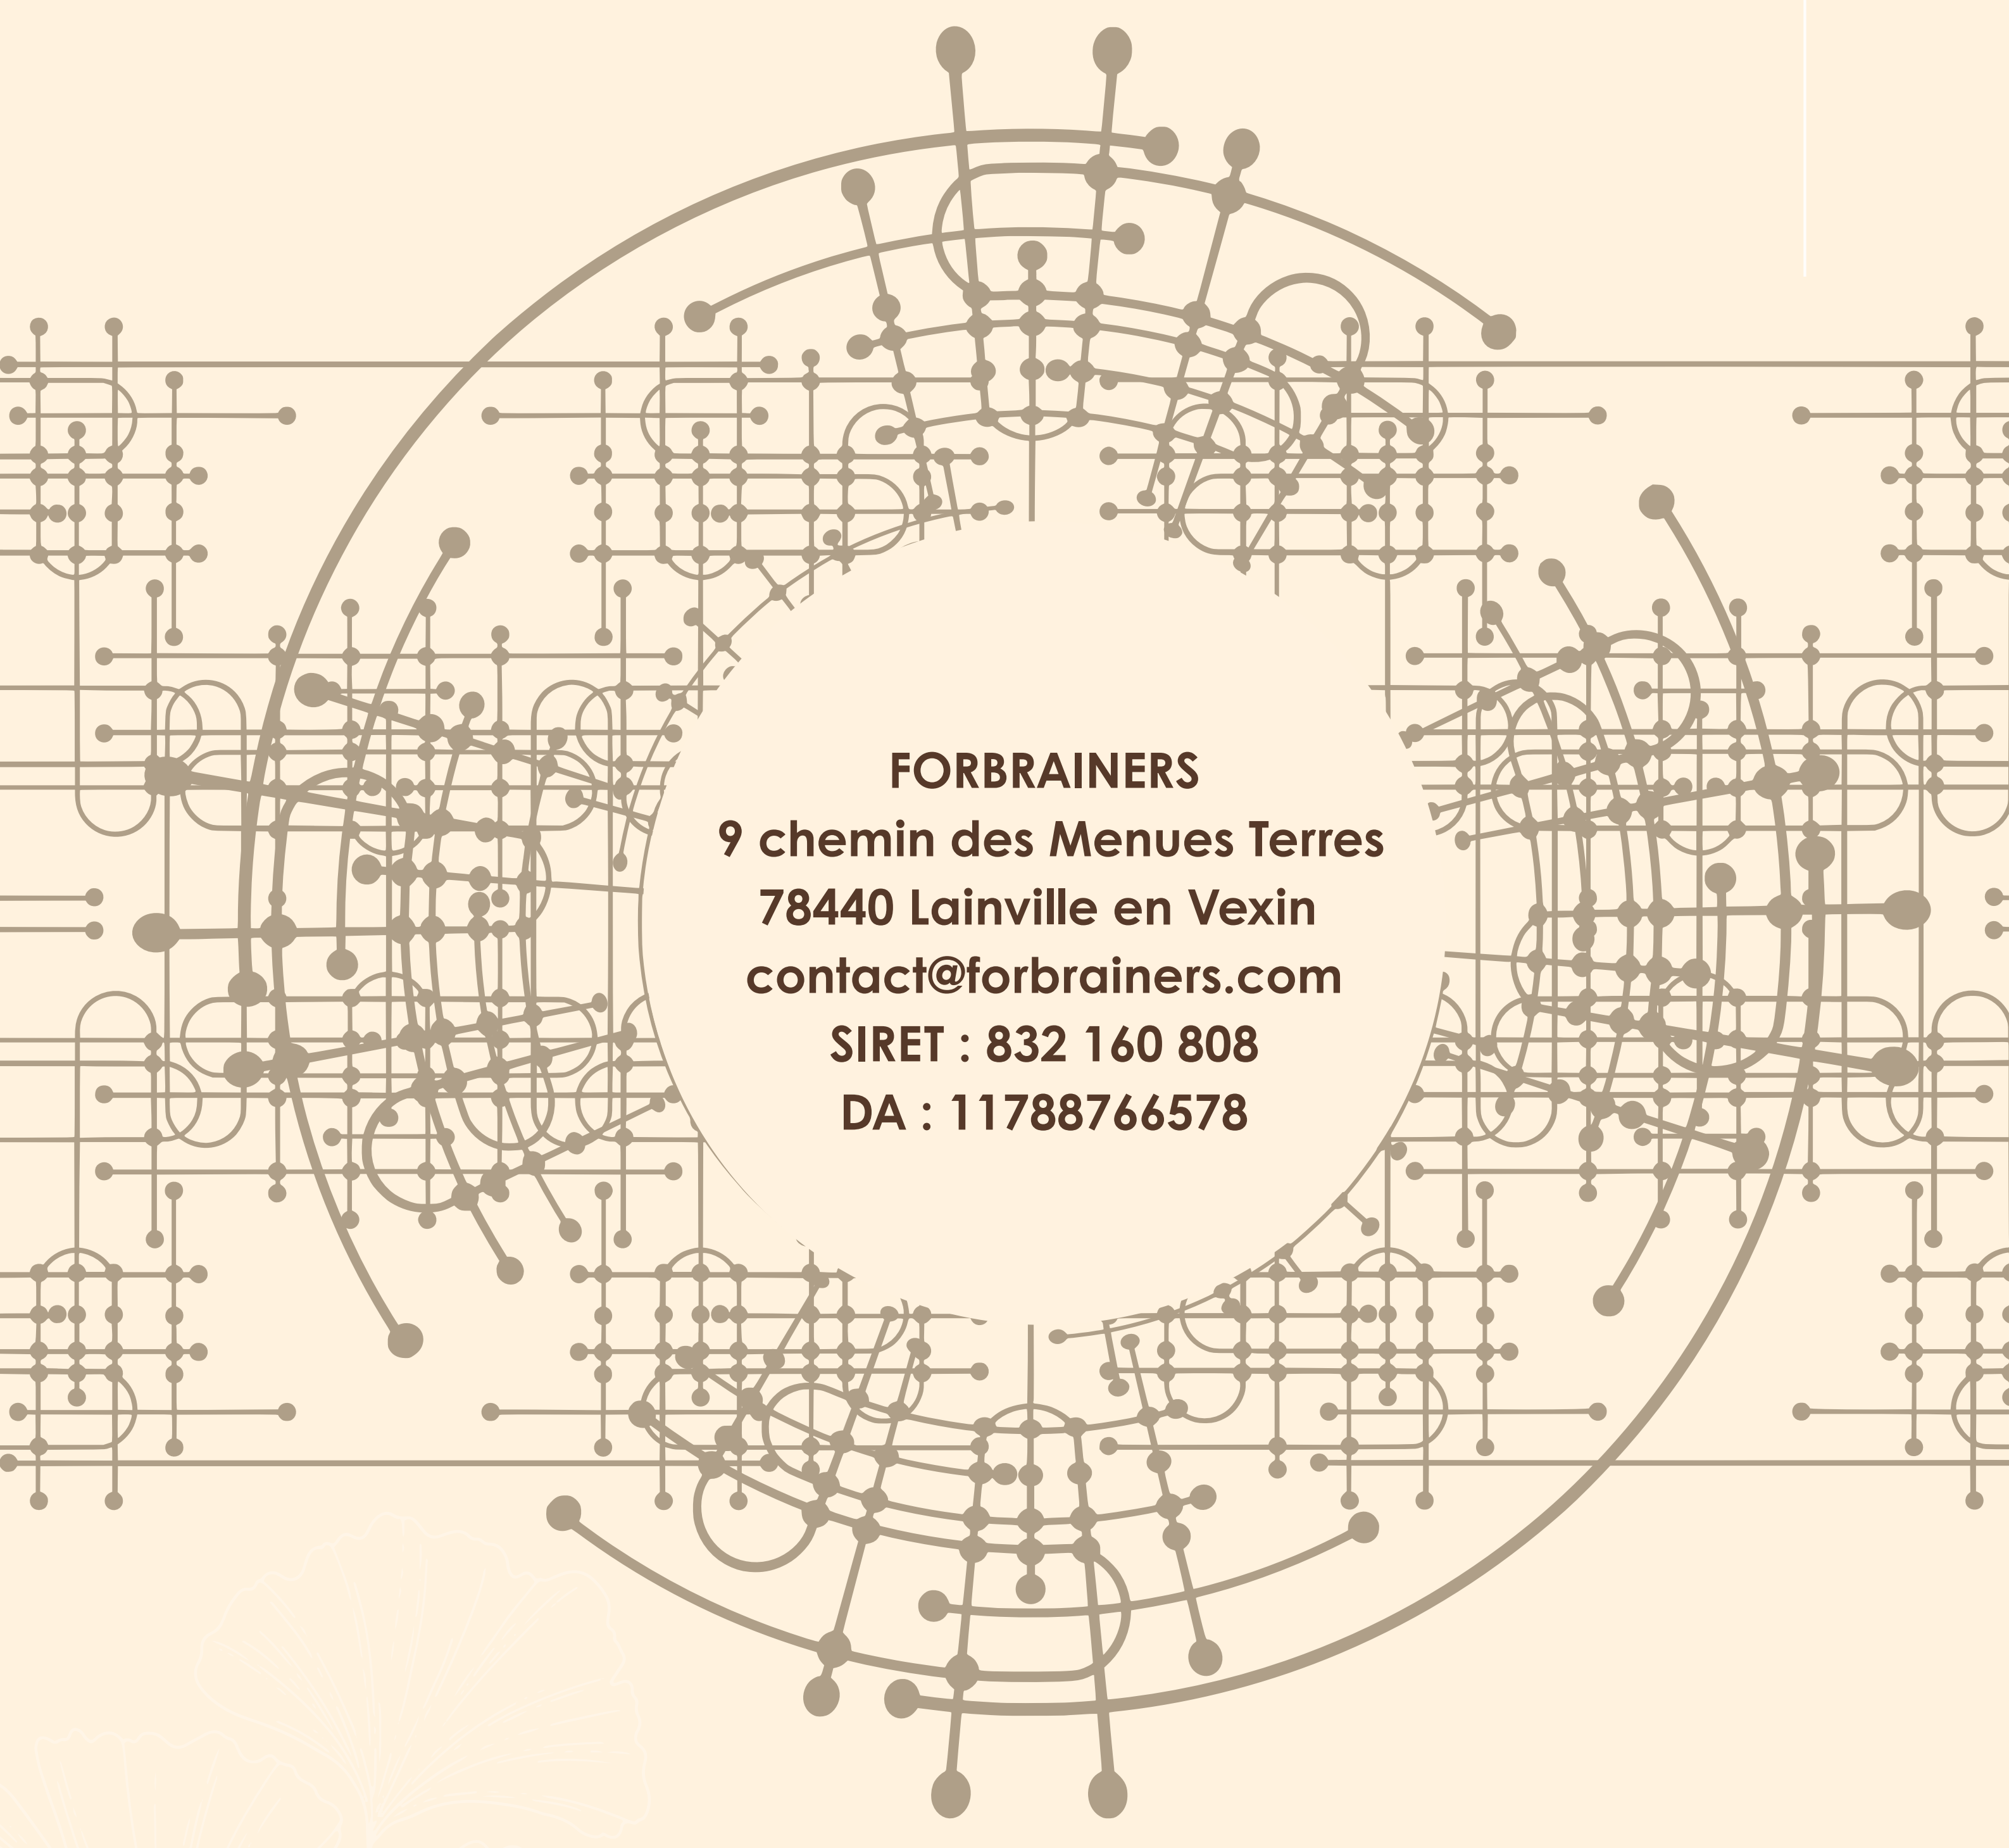 FORBRAINERS
9 chemin des Menues Terres
78440 Lainville en Vexin
contact@forbrainers.com
SIRET : 832 160 808
DA : 11788766578